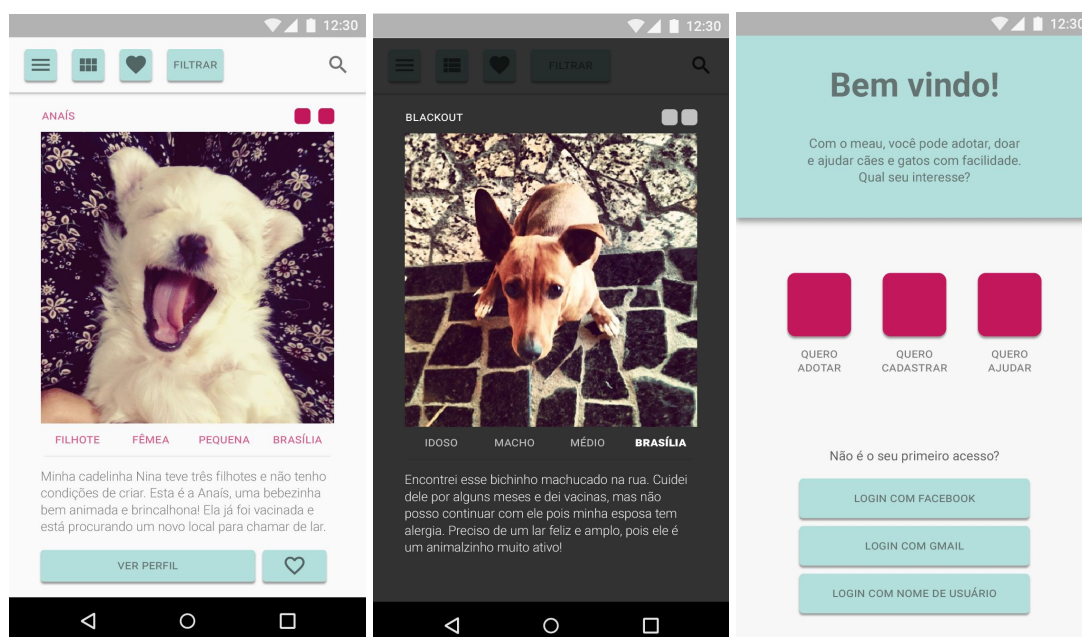 12:30
FILTRAR
ANAÍS
FILHOTE FÊMEA PEQUENA BRASÍLIA
Minha cadelinha Nina teve três filhotes e não tenho
condições de criar. Esta é a Anaís, uma bebezinha
bem animada e brincalhona! Ela já foi vacinada e
está procurando um novo local para chamar de lar.
VER PERFIL
12:30
FILTRAR
BLACKOUT
IDOSO MACHO MÉDIO BRASÍLIA
Encontrei esse bichinho machucado na rua. Cuidei
dele por alguns meses e dei vacinas, mas não
posso continuar com ele pois minha esposa tem
alergia. Preciso de um lar feliz e amplo, pois ele é
um animalzinho muito ativo!
12:30
Bem vindo!
Com o meau, você pode adotar, doar
e ajudar cães e gatos com facilidade.
Qual seu interesse?
QUERO
ADOTAR
QUERO
CADASTRAR
QUERO
AJUDAR
Não é o seu primeiro acesso?
LOGIN COM FACEBOOK
LOGIN COM GMAIL
LOGIN COM NOME DE USUÁRIO